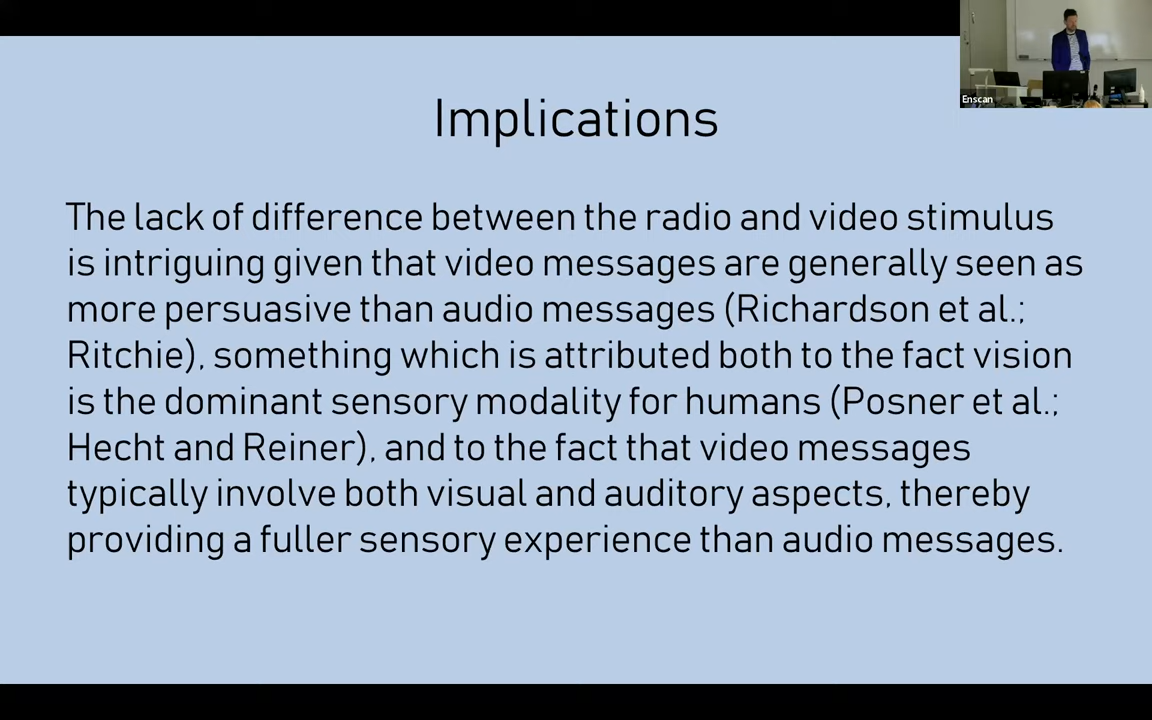 Enscan
Implications
The lack of difference between the radio and video stimulus
is intriguing given that video messages are generally seen as
more persuasive than audio messages (Richardson et al.;
Ritchie), something which is attributed both to the fact vision
is the dominant sensory modality for humans (Posner et al.;
Hecht and Reiner), and to the fact that video messages
typically involve both visual and auditory aspects, thereby
providing a fuller sensory experience than audio messages.